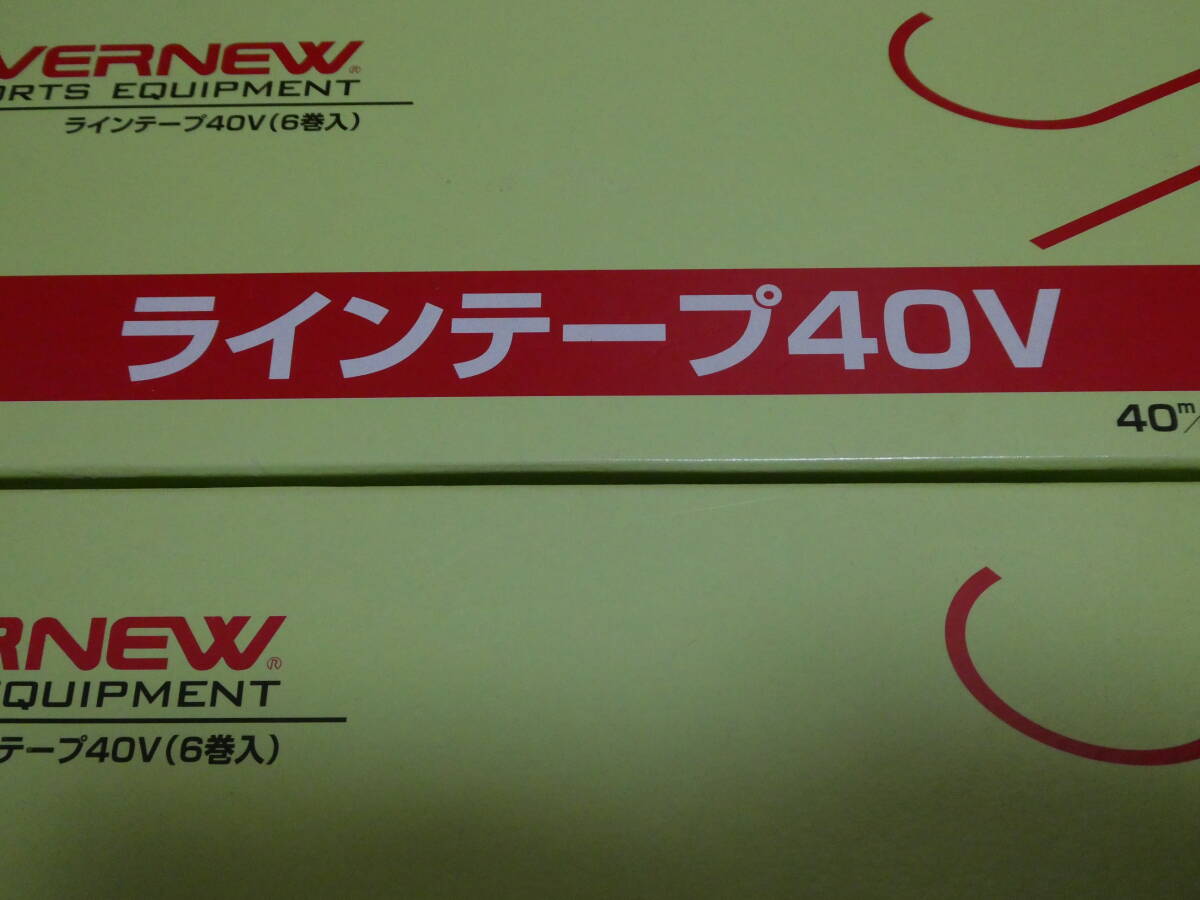 VERNEW®
ORTS EQUIPMENT
ラインテープ40V(6巻入)
ラインテープ40V
40m/
RNEW®
EQUIPMENT
テープ40V(6巻入)